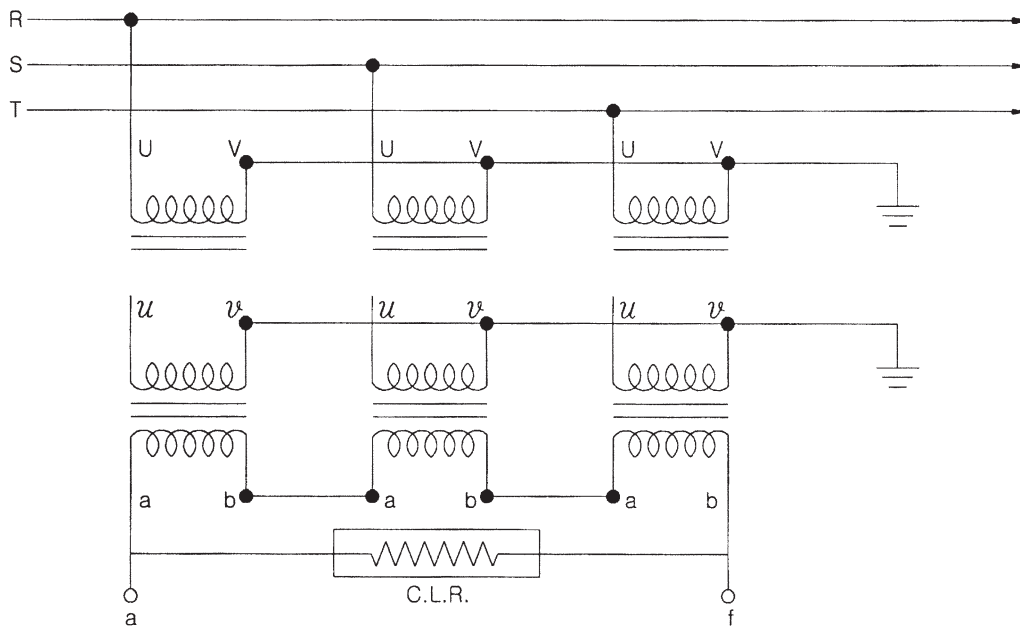 R
S
T
U V U V U V
u v u v u v
a b a b a b
C.L.R.
a f